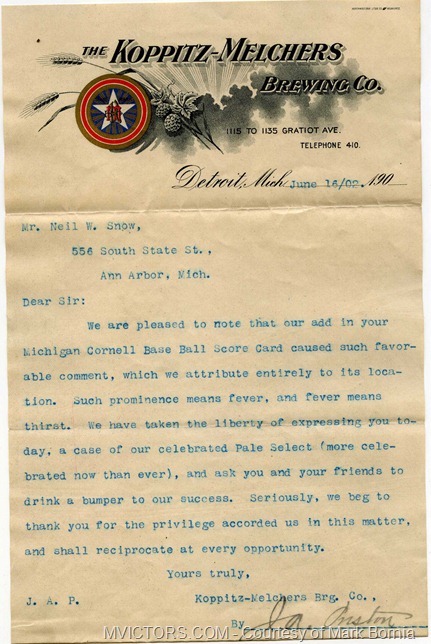 THE KOPPITZ-MELCHERS
BREWING CO.
1115 TO 1135 GRATIOT AVE.
TELEPHONE 410.
Detroit, Mich. June 16/02. 190
Mr. Neil W. Snow,
556 South State St.,
Ann Arbor, Mich.
Dear Sir:
We are pleased to note that our add in your
Michigan Cornell Base Ball Score Card caused such favor-
able comment, which we attribute entirely to its loca-
tion. Such prominence means fever, and fever means
thirst. We have taken the liberty of expressing you to-
day, a case of our celebrated Pale Select (more cele-
brated now than ever), and ask you and your friends to
drink a bumper to our success. Seriously, we beg to
thank you for the privilege accorded us in this matter,
and shall reciprocate at every opportunity.
Yours truly,
J. A. P. Koppitz-Melchers Brg. Co.,
By
MVICTORS.COM - Courtesy of Mark Bomia